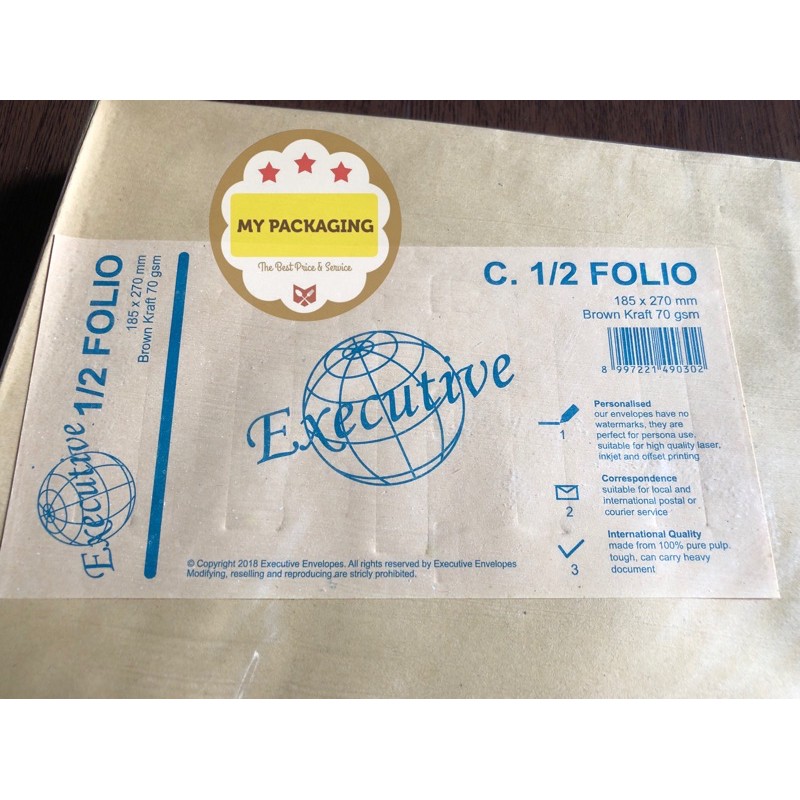 MY PACKAGING
The Best Price & Service
Executive 1/2 FOLIO
185 x 270 mm
Brown Kraft 70 gsm
C. 1/2 FOLIO
185 x 270 mm
Brown Kraft 70 gsm
8 997221 490302
Executive
1
Personalised
our envelopes have no
watermarks, they are
perfect for persona use.
suitable for high quality laser,
inkjet and offset printing
2
Correspondence
suitable for local and
international postal or
courier service
3
International Quality
made from 100% pure pulp.
tough, can carry heavy
document
© Copyright 2018 Executive Envelopes. All rights reserved by Executive Envelopes
Modifying, reselling and reproducing are stricly prohibited.